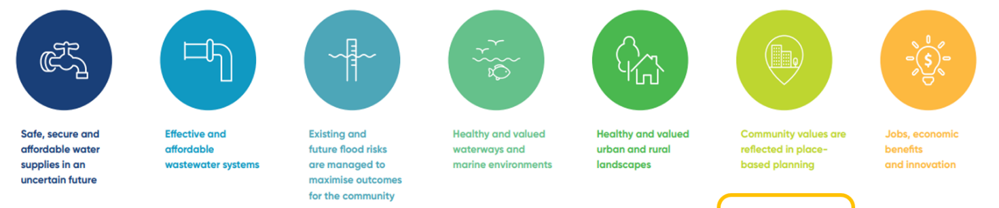 $
Safe, secure and
affordable water
supplies in an
uncertain future
Effective and
affordable
wastewater systems
Existing and
future flood risks
are managed to
maximise outcomes
for the community
Healthy and valued
waterways and
marine environments
Healthy and valued
urban and rural
landscapes
Community values are
reflected in place-
based planning
Jobs, economic
benefits
and innovation